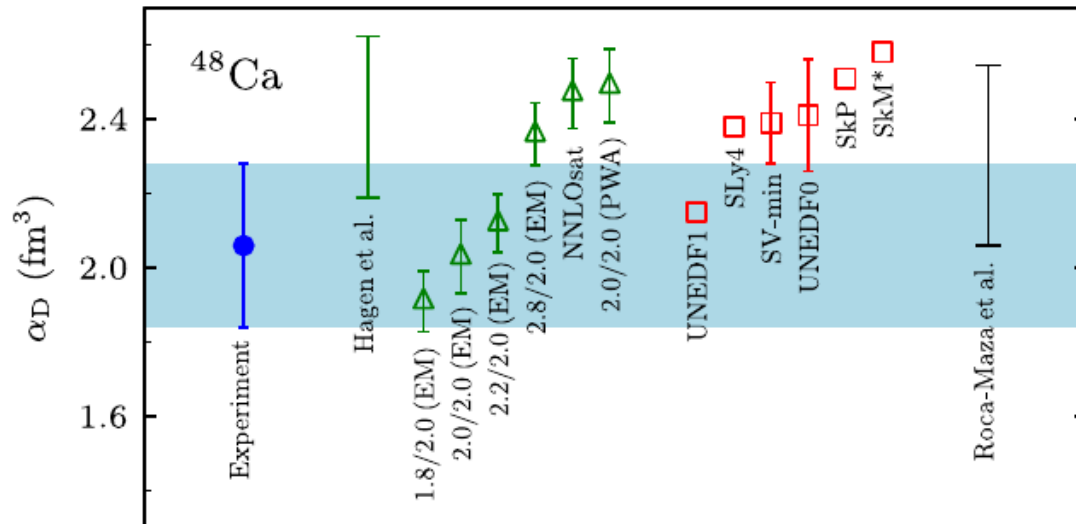 ⁴⁸Ca
α_D (fm³)
2.4
2.0
1.6
Experiment
Hagen et al.
1.8/2.0 (EM)
2.0/2.0 (EM)
2.2/2.0 (EM)
2.8/2.0 (EM)
NNLOsat
2.0/2.0 (PWA)
UNEDF1
SLy4
SV-min
UNEDF0
SkP
SkM*
Roca-Maza et al.